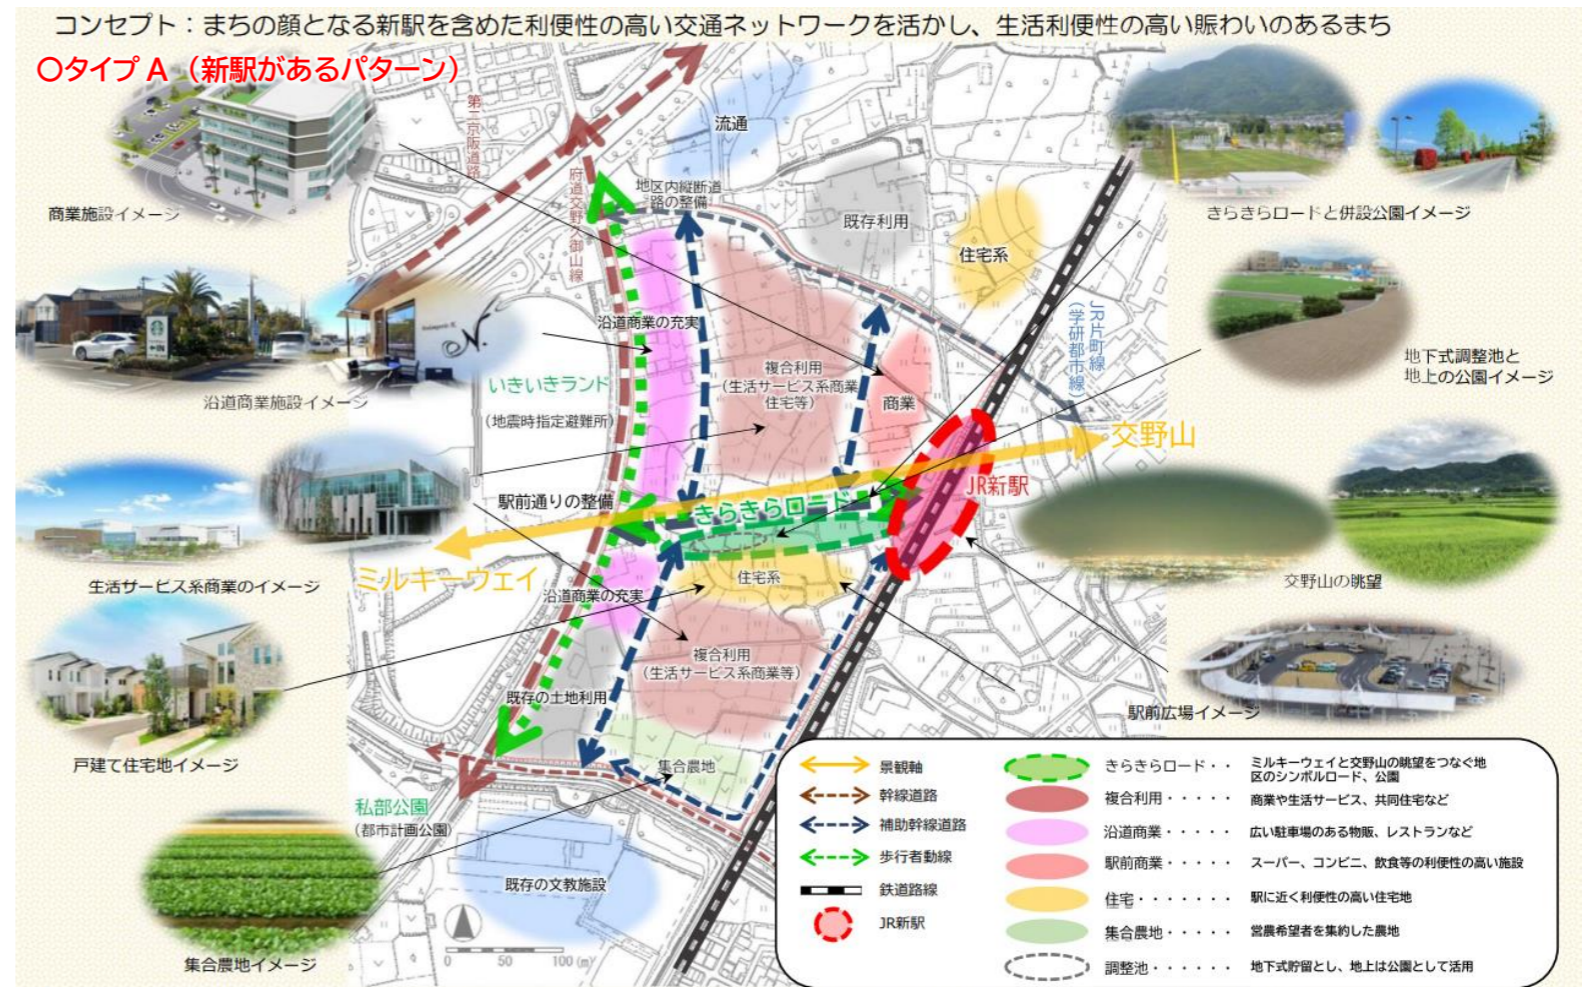 コンセプト：まちの顔となる新駅を含めた利便性の高い交通ネットワークを活かし、生活利便性の高い賑わいのあるまち
〇タイプA（新駅があるパターン）
商業施設イメージ
第二京阪道路
府道交野久御山線
流通
地区内縦断道
路の整備
既存利用
住宅系
JR片町線
（学研都市線）
きらきらロードと併設公園イメージ
沿道商業施設イメージ
いきいきランド
（地震時指定避難所）
沿道商業の充実
複合利用
（生活サービス系商業
住宅等）
商業
地下式調整池と
地上の公園イメージ
交野山
JR新駅
駅前通りの整備
きらきらロード
生活サービス系商業のイメージ
ミルキーウェイ
沿道商業の充実
住宅系
交野山の眺望
複合利用
（生活サービス系商業等）
既存の土地利用
駅前広場イメージ
戸建て住宅地イメージ
集合農地
私部公園
（都市計画公園）
既存の文教施設
集合農地イメージ
0 50 100 (m)
景観軸
幹線道路
補助幹線道路
歩行者動線
鉄道路線
JR新駅
きらきらロード・・ ミルキーウェイと交野山の眺望をつなぐ地
区のシンボルロード、公園
複合利用・・・・・ 商業や生活サービス、共同住宅など
沿道商業・・・・・ 広い駐車場のある物販、レストランなど
駅前商業・・・・・ スーパー、コンビニ、飲食等の利便性の高い施設
住宅・・・・・・・ 駅に近く利便性の高い住宅地
集合農地・・・・・ 営農希望者を集約した農地
調整池・・・・・・ 地下式貯留とし、地上は公園として活用